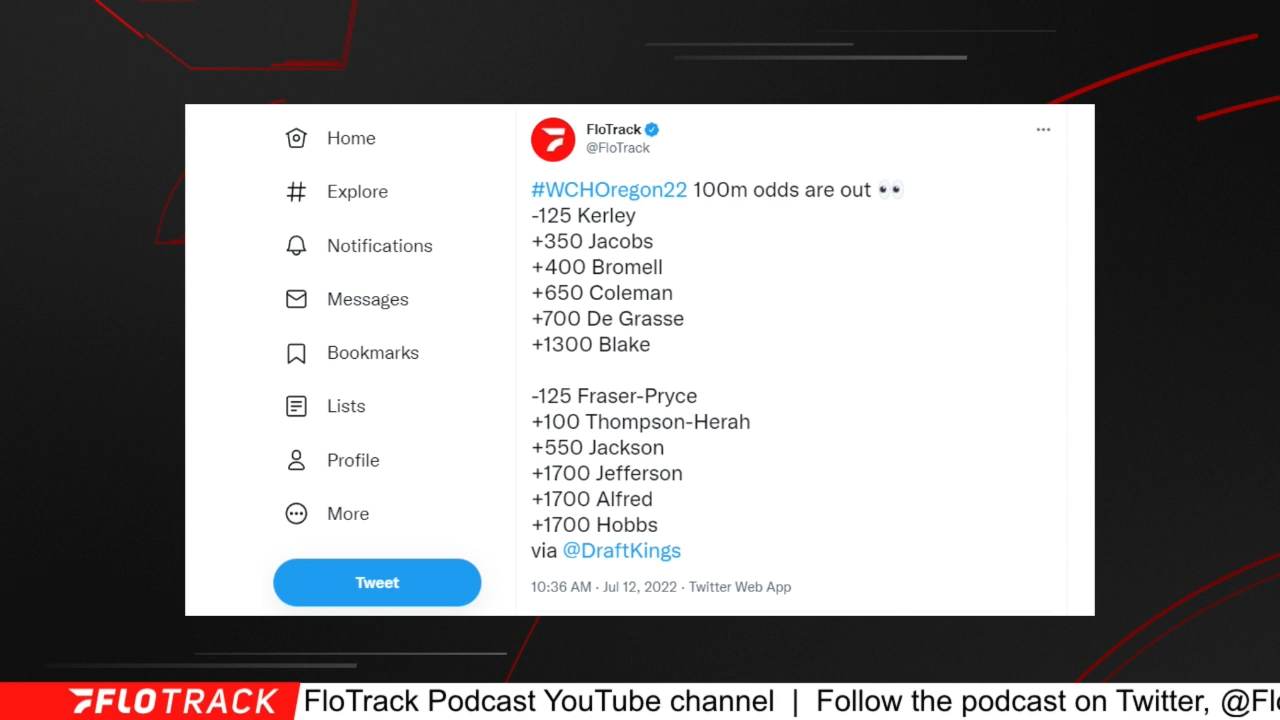 Home
Explore
Notifications
Messages
Bookmarks
Lists
Profile
More
Tweet
FloTrack
@FloTrack
#WCHOregon22 100m odds are out 👀
-125 Kerley
+350 Jacobs
+400 Bromell
+650 Coleman
+700 De Grasse
+1300 Blake
-125 Fraser-Pryce
+100 Thompson-Herah
+550 Jackson
+1700 Jefferson
+1700 Alfred
+1700 Hobbs
via @DraftKings
10:36 AM · Jul 12, 2022 · Twitter Web App
FLOTRACK FloTrack Podcast YouTube channel | Follow the podcast on Twitter, @Flo